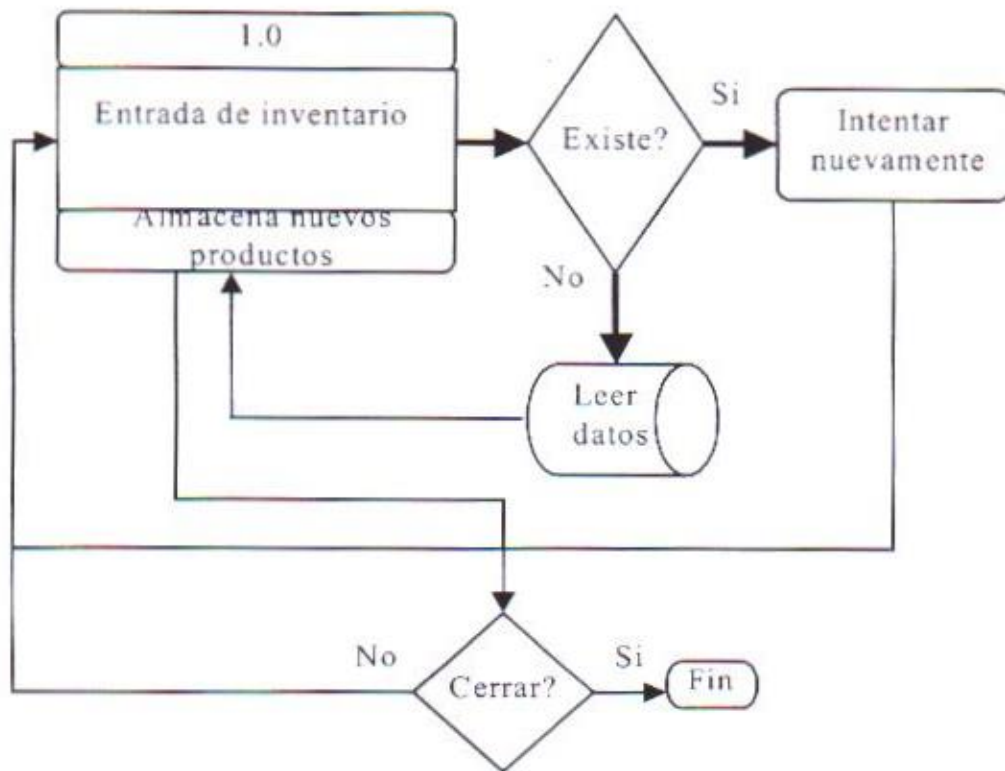 1.0
Entrada de inventario
Almacena nuevos
productos
Existe?
Si
Intentar
nuevamente
No
Leer
datos
No
Cerrar?
Si
Fin